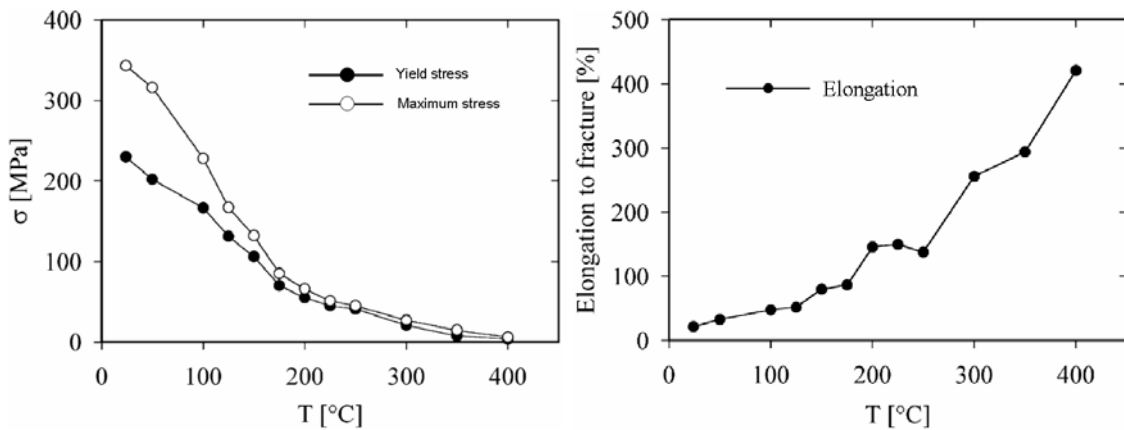 400
300
200
100
0
σ [MPa]
Yield stress
Maximum stress
0 100 200 300 400
T [°C]
500
400
300
200
100
0
Elongation to fracture [%]
Elongation
0 100 200 300 400
T [°C]